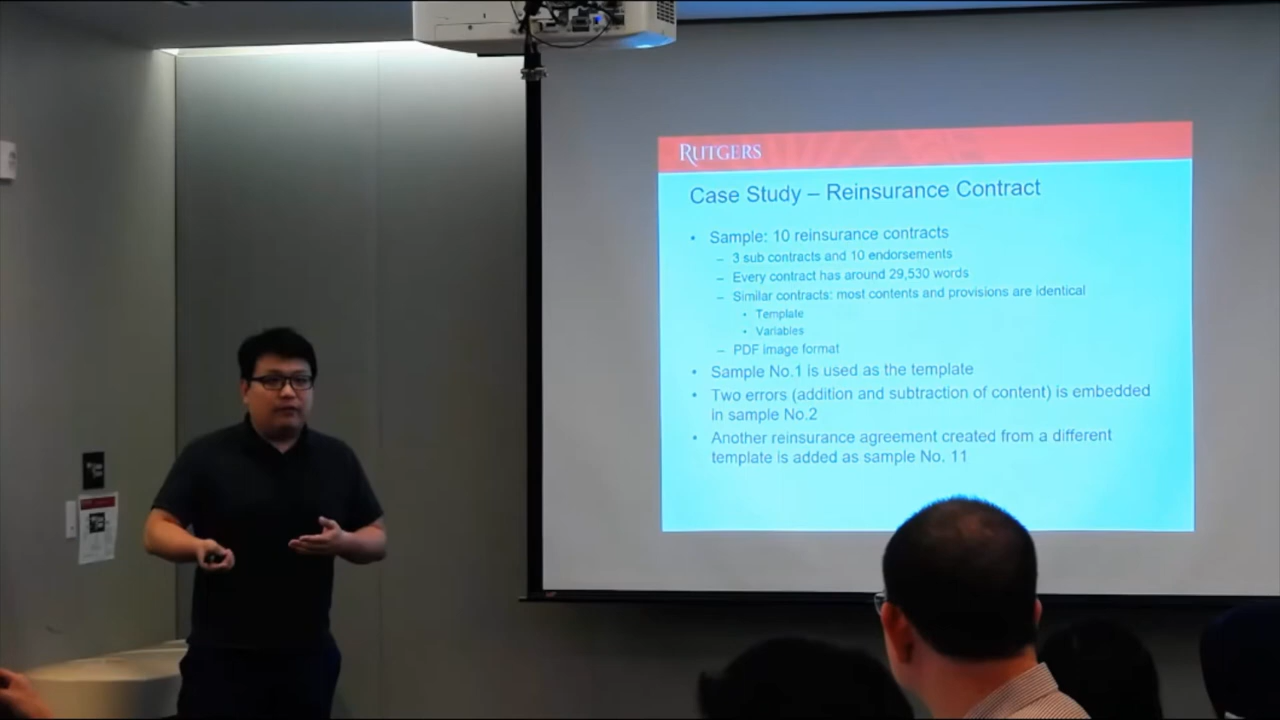 RUTGERS
Case Study – Reinsurance Contract
• Sample: 10 reinsurance contracts
– 3 sub contracts and 10 endorsements
– Every contract has around 29,530 words
– Similar contracts: most contents and provisions are identical
• Template
• Variables
– PDF image format
• Sample No.1 is used as the template
• Two errors (addition and subtraction of content) is embedded
in sample No.2
• Another reinsurance agreement created from a different
template is added as sample No. 11